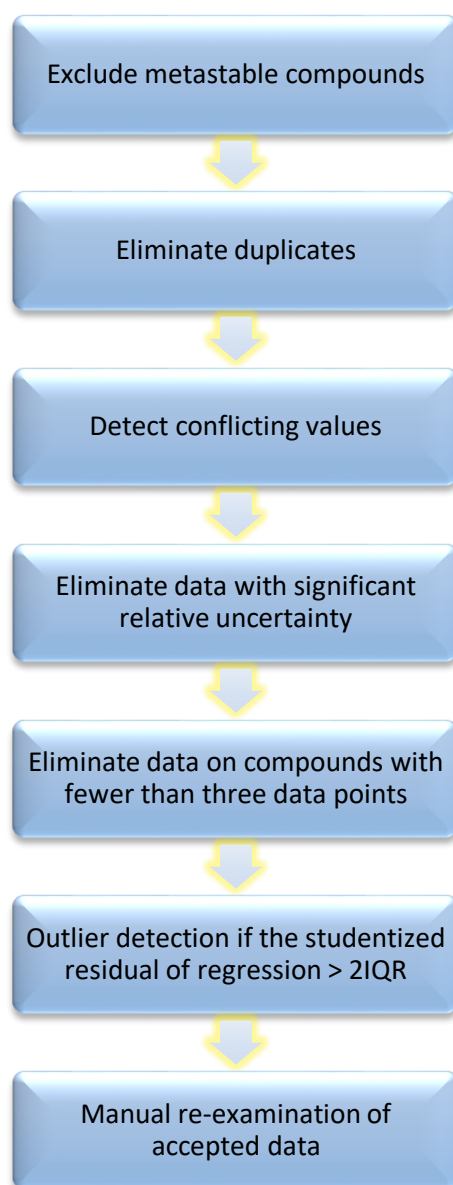 Exclude metastable compounds
Eliminate duplicates
Detect conflicting values
Eliminate data with significant
relative uncertainty
Eliminate data on compounds with
fewer than three data points
Outlier detection if the studentized
residual of regression > 2IQR
Manual re-examination of
accepted data